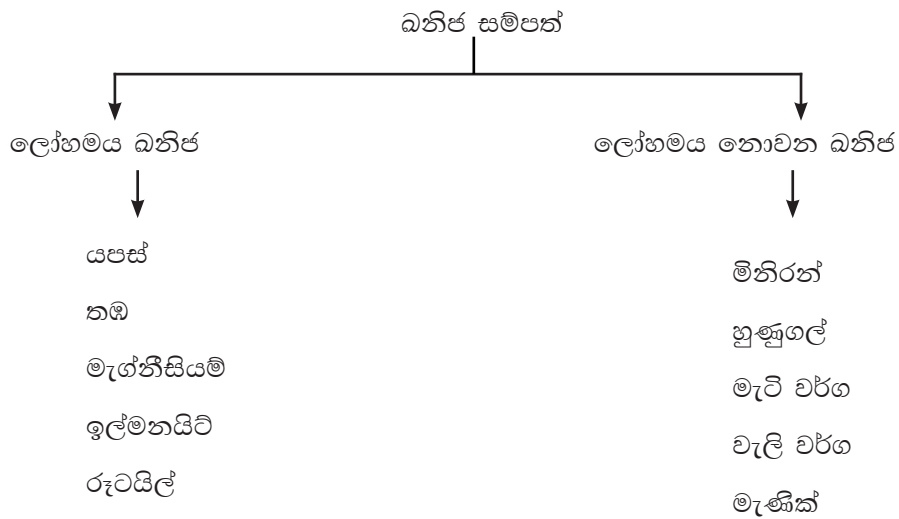 ඛනිජ සම්පත්
ලෝහමය ඛනිජ
යපස්
තඹ
මැග්නීසියම්
ඉල්මනයිට්
රූටයිල්
ලෝහමය නොවන ඛනිජ
මිනිරන්
හුණුගල්
මැටි වර්ග
වැලි වර්ග
මැණික්